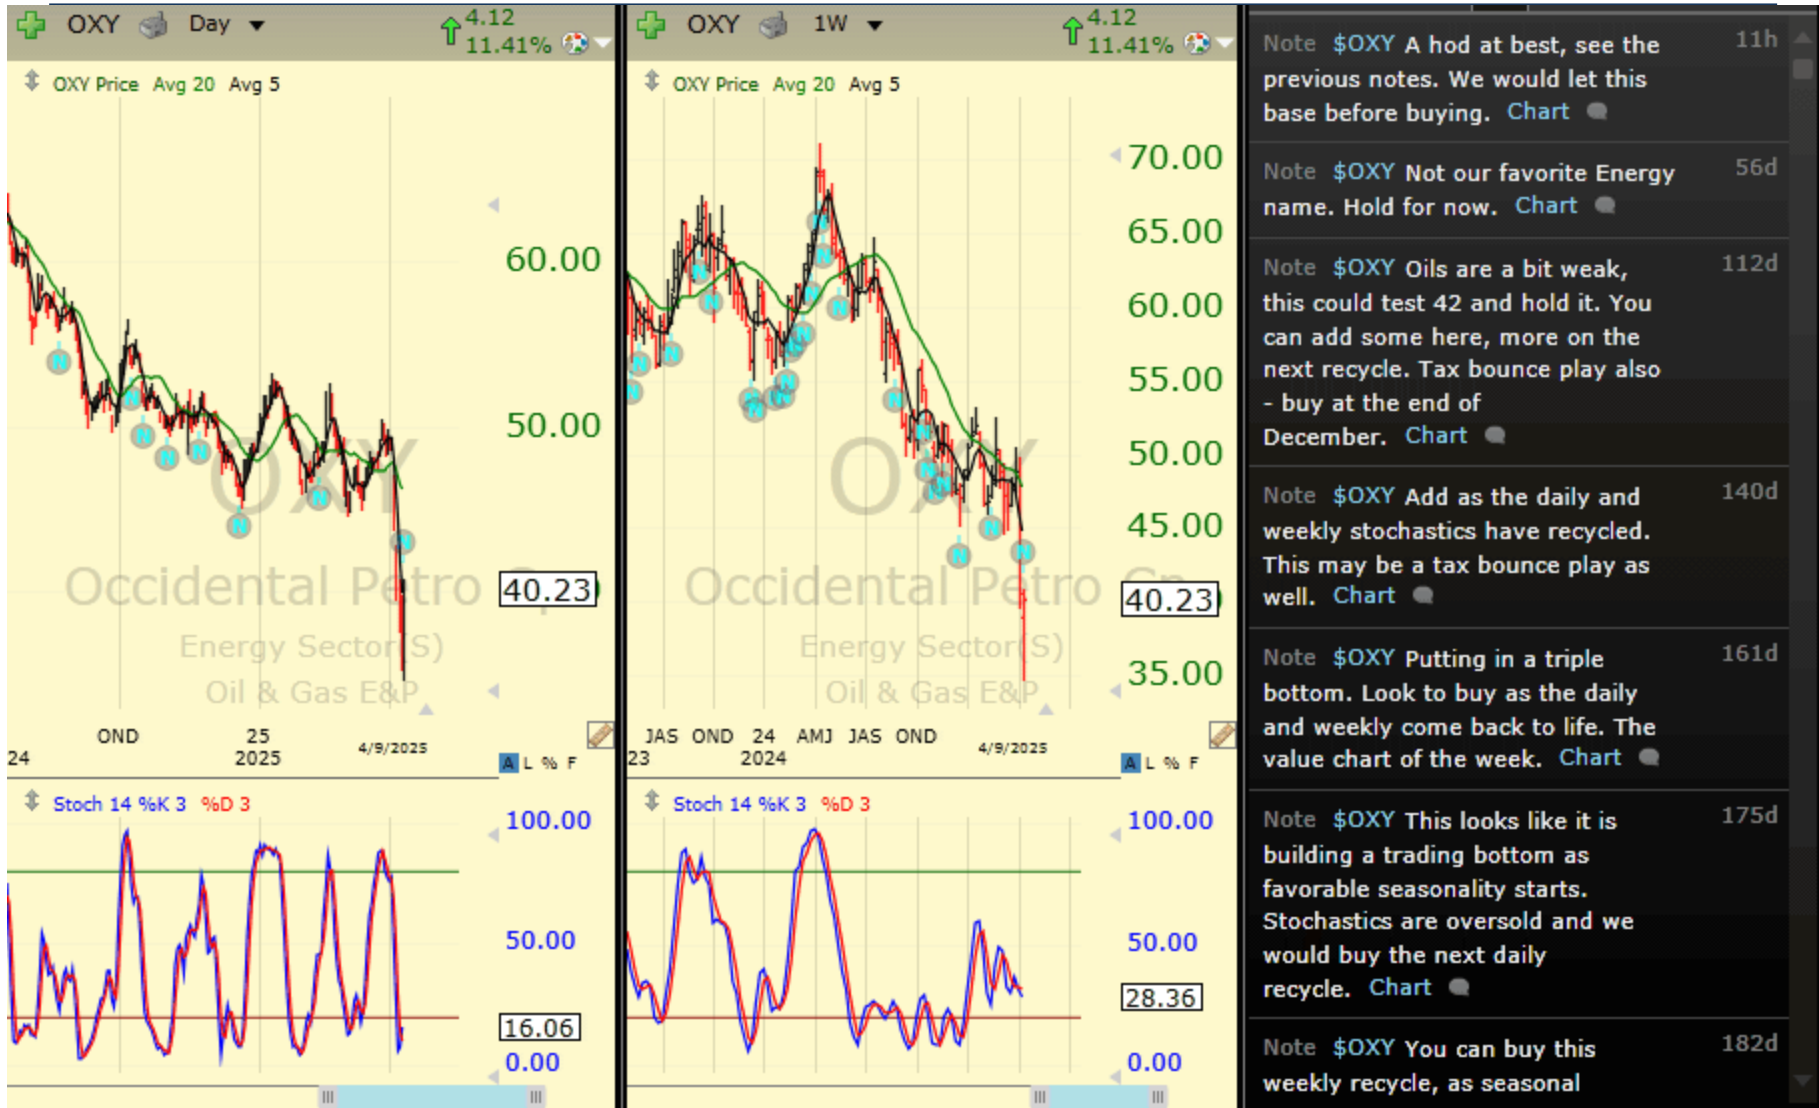 OXY Day 4.12
11.41%
OXY Price Avg 20 Avg 5
60.00
50.00
40.23
OXY
Occidental Petro Cp
Energy Sector(S)
Oil & Gas E&P
OND 25 4/9/2025
24 2025
A L % F
Stoch 14 %K 3 %D 3
100.00
50.00
16.06
0.00
OXY 1W 4.12
11.41%
OXY Price Avg 20 Avg 5
70.00
65.00
60.00
55.00
50.00
45.00
40.23
35.00
OXY
Occidental Petro Cp
Energy Sector(S)
Oil & Gas E&P
JAS OND 24 AMJ JAS OND 4/9/2025
23 2024
A L % F
Stoch 14 %K 3 %D 3
100.00
50.00
28.36
0.00
Note $OXY A hod at best, see the 11h
previous notes. We would let this
base before buying. Chart
Note $OXY Not our favorite Energy 56d
name. Hold for now. Chart
Note $OXY Oils are a bit weak, 112d
this could test 42 and hold it. You
can add some here, more on the
next recycle. Tax bounce play also
- buy at the end of
December. Chart
Note $OXY Add as the daily and 140d
weekly stochastics have recycled.
This may be a tax bounce play as
well. Chart
Note $OXY Putting in a triple 161d
bottom. Look to buy as the daily
and weekly come back to life. The
value chart of the week. Chart
Note $OXY This looks like it is 175d
building a trading bottom as
favorable seasonality starts.
Stochastics are oversold and we
would buy the next daily
recycle. Chart
Note $OXY You can buy this 182d
weekly recycle, as seasonal